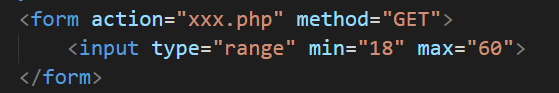 <form action="xxx.php" method="GET">
    <input type="range" min="18" max="60">
</form>